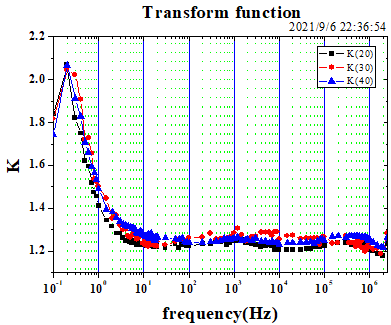 Transform function
2021/9/6 22:36:54
K(20)
K(30)
K(40)
2.2
2.0
1.8
1.6
1.4
1.2
K
10⁻¹ 10⁰ 10¹ 10² 10³ 10⁴ 10⁵ 10⁶
frequency(Hz)